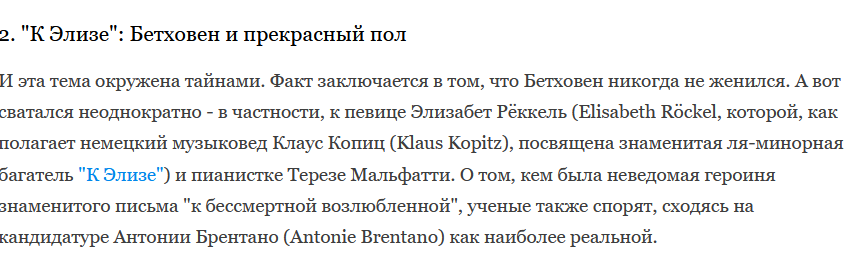 2. "К Элизе": Бетховен и прекрасный пол
И эта тема окружена тайнами. Факт заключается в том, что Бетховен никогда не женился. А вот
сватался неоднократно - в частности, к певице Элизабет Рёккель (Elisabeth Röckel, которой, как
полагает немецкий музыковед Клаус Копиц (Klaus Kopitz), посвящена знаменитая ля-минорная
багатель "К Элизе") и пианистке Терезе Мальфатти. О том, кем была неведомая героиня
знаменитого письма "к бессмертной возлюбленной", ученые также спорят, сходясь на
кандидатуре Антонии Брентано (Antonie Brentano) как наиболее реальной.